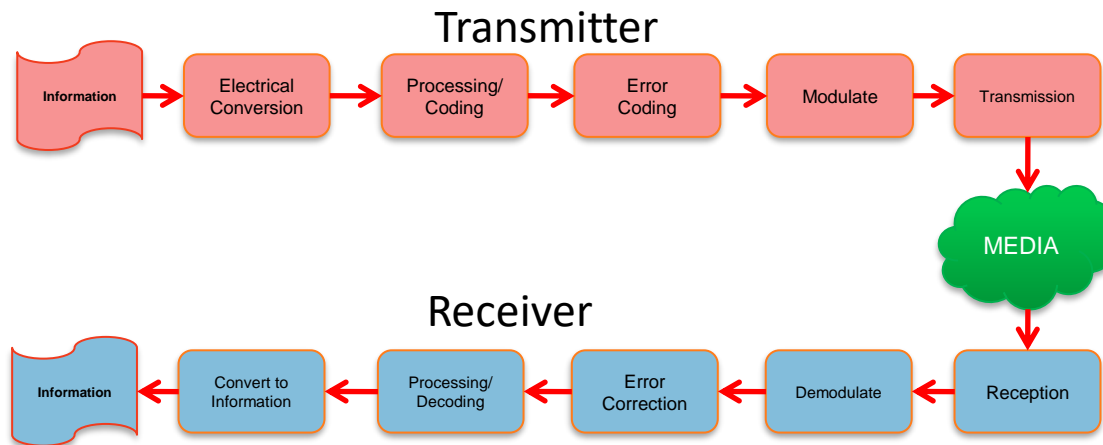 Transmitter
Information
Electrical
Conversion
Processing/
Coding
Error
Coding
Modulate
Transmission
MEDIA
Receiver
Information
Convert to
Information
Processing/
Decoding
Error
Correction
Demodulate
Reception